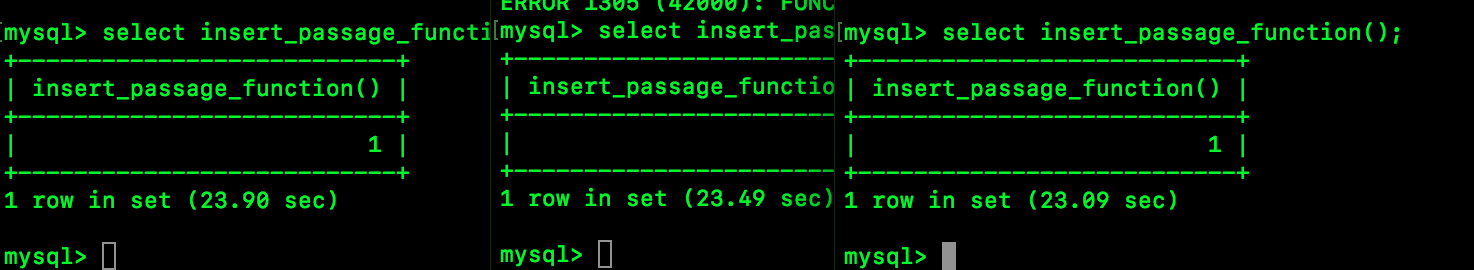 mysql> select insert_passage_functi
+---------------------------+
| insert_passage_function() |
+---------------------------+
|                         1 |
+---------------------------+
1 row in set (23.90 sec)
mysql>
ERROR 1305 (42000): FUNC
mysql> select insert_pas
+------------------------
| insert_passage_functio
+------------------------
|
+------------------------
1 row in set (23.49 sec)
mysql>
mysql> select insert_passage_function();
+---------------------------+
| insert_passage_function() |
+---------------------------+
|                         1 |
+---------------------------+
1 row in set (23.09 sec)
mysql>